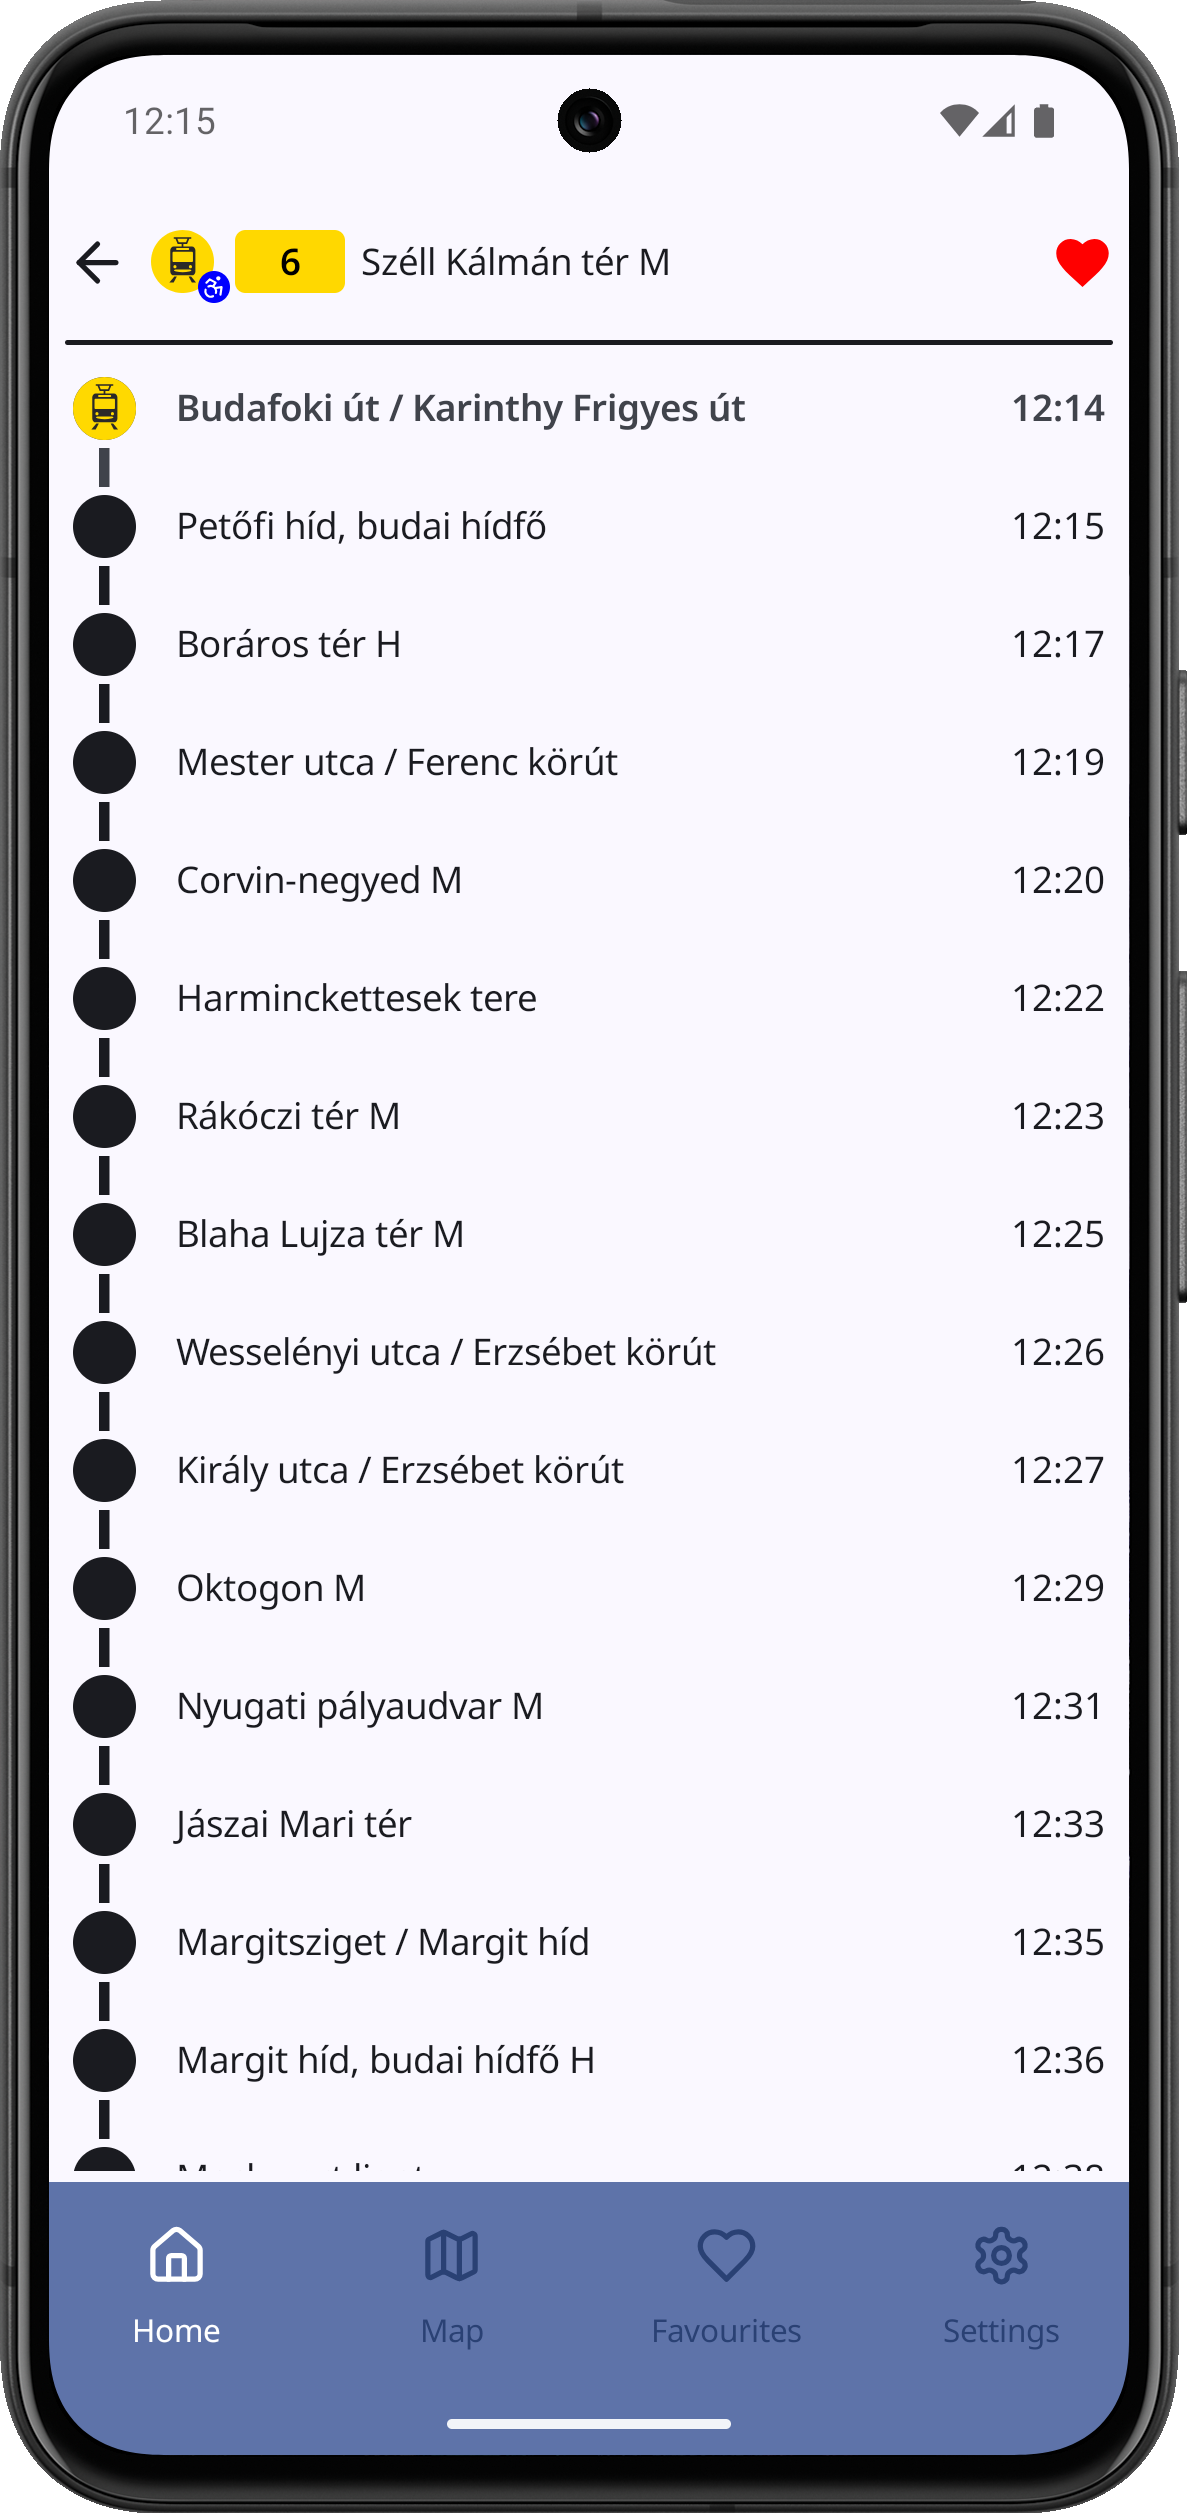 12:15
6 Széll Kálmán tér M
Budafoki út / Karinthy Frigyes út 12:14
Petőfi híd, budai hídfő 12:15
Boráros tér H 12:17
Mester utca / Ferenc körút 12:19
Corvin-negyed M 12:20
Harminckettesek tere 12:22
Rákóczi tér M 12:23
Blaha Lujza tér M 12:25
Wesselényi utca / Erzsébet körút 12:26
Király utca / Erzsébet körút 12:27
Oktogon M 12:29
Nyugati pályaudvar M 12:31
Jászai Mari tér 12:33
Margitsziget / Margit híd 12:35
Margit híd, budai hídfő H 12:36
Home Map Favourites Settings